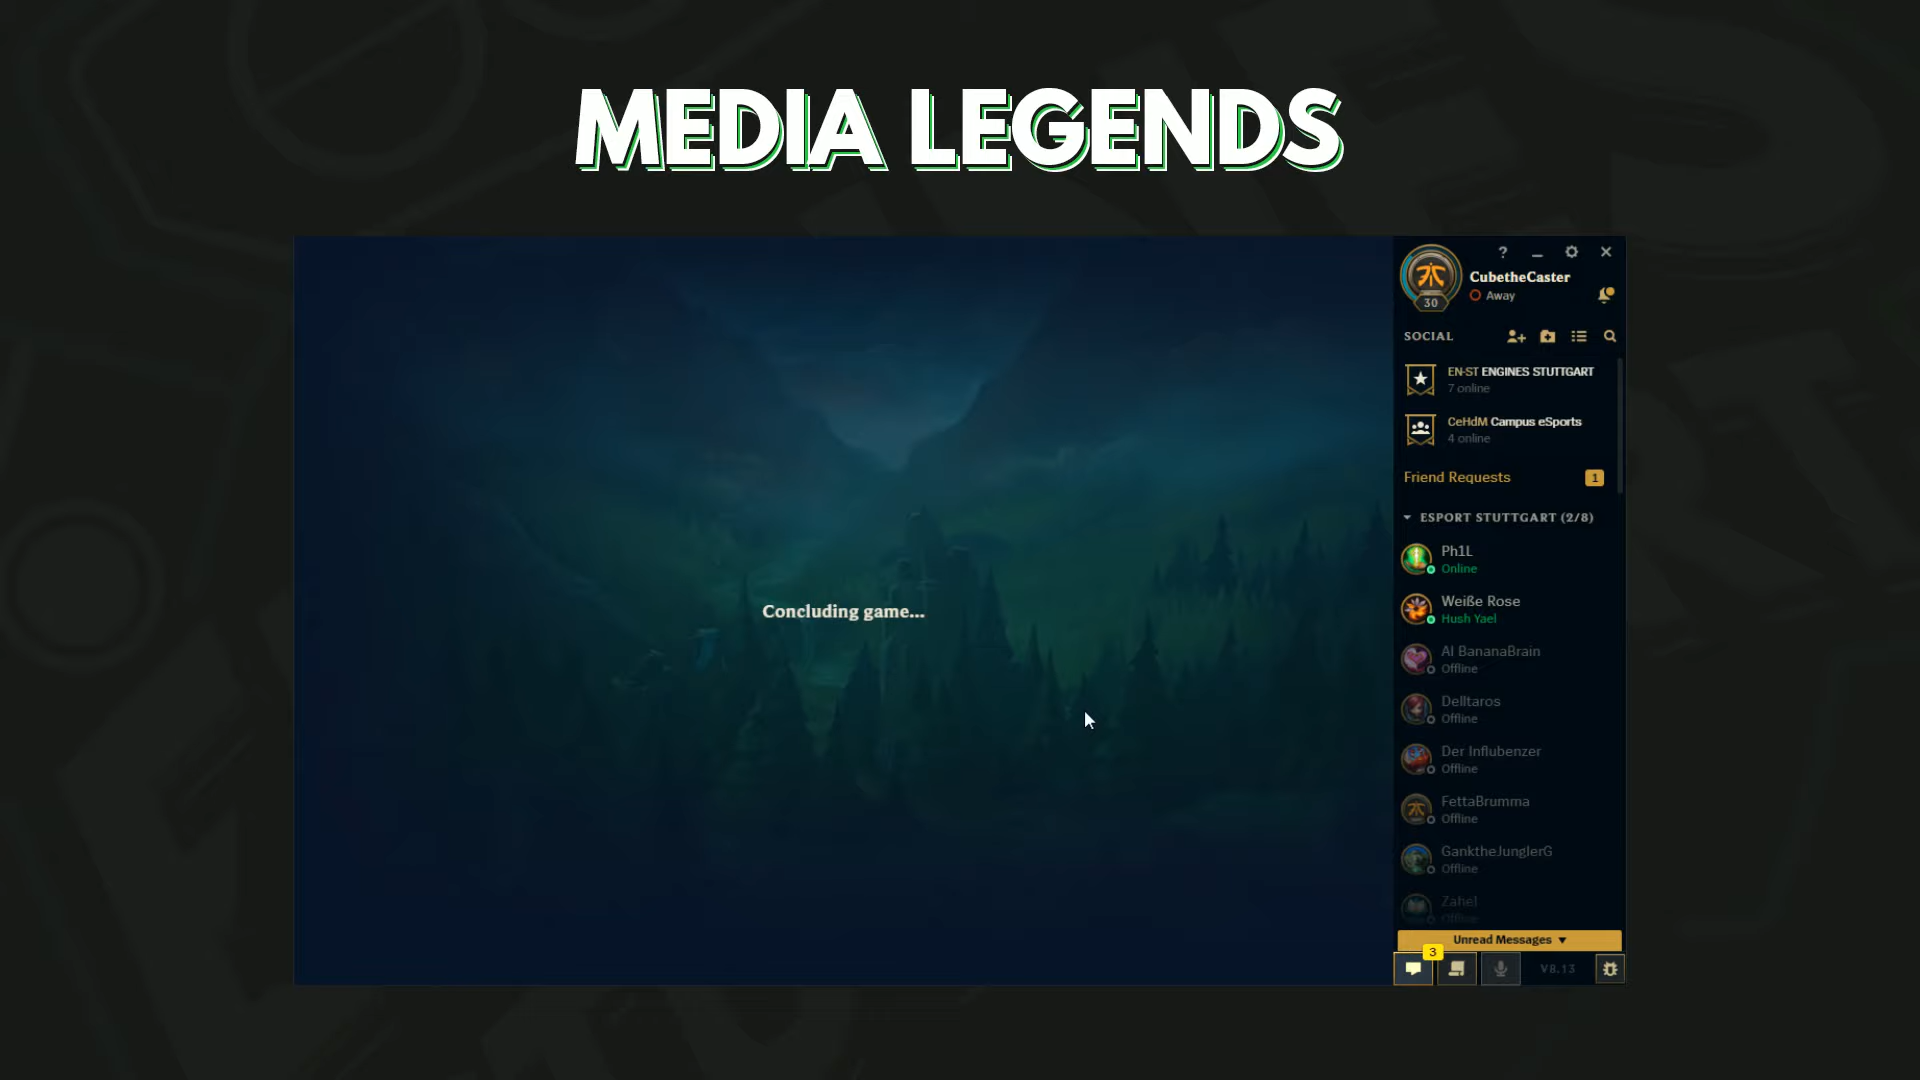 MEDIA LEGENDS
?
CubetheCaster
Away
30
SOCIAL
EN-ST ENGINES STUTTGART
7 online
CeHdM Campus eSports
4 online
Friend Requests
1
ESPORT STUTTGART (2/8)
Ph1L
Online
Weiße Rose
Hush Yael
AI BananaBrain
Offline
Delltaros
Offline
Der Influbenzer
Offline
FettaBrumma
Offline
GanktheJunglerG
Offline
Zahel
Offline
Concluding game...
Unread Messages
3
V8.13